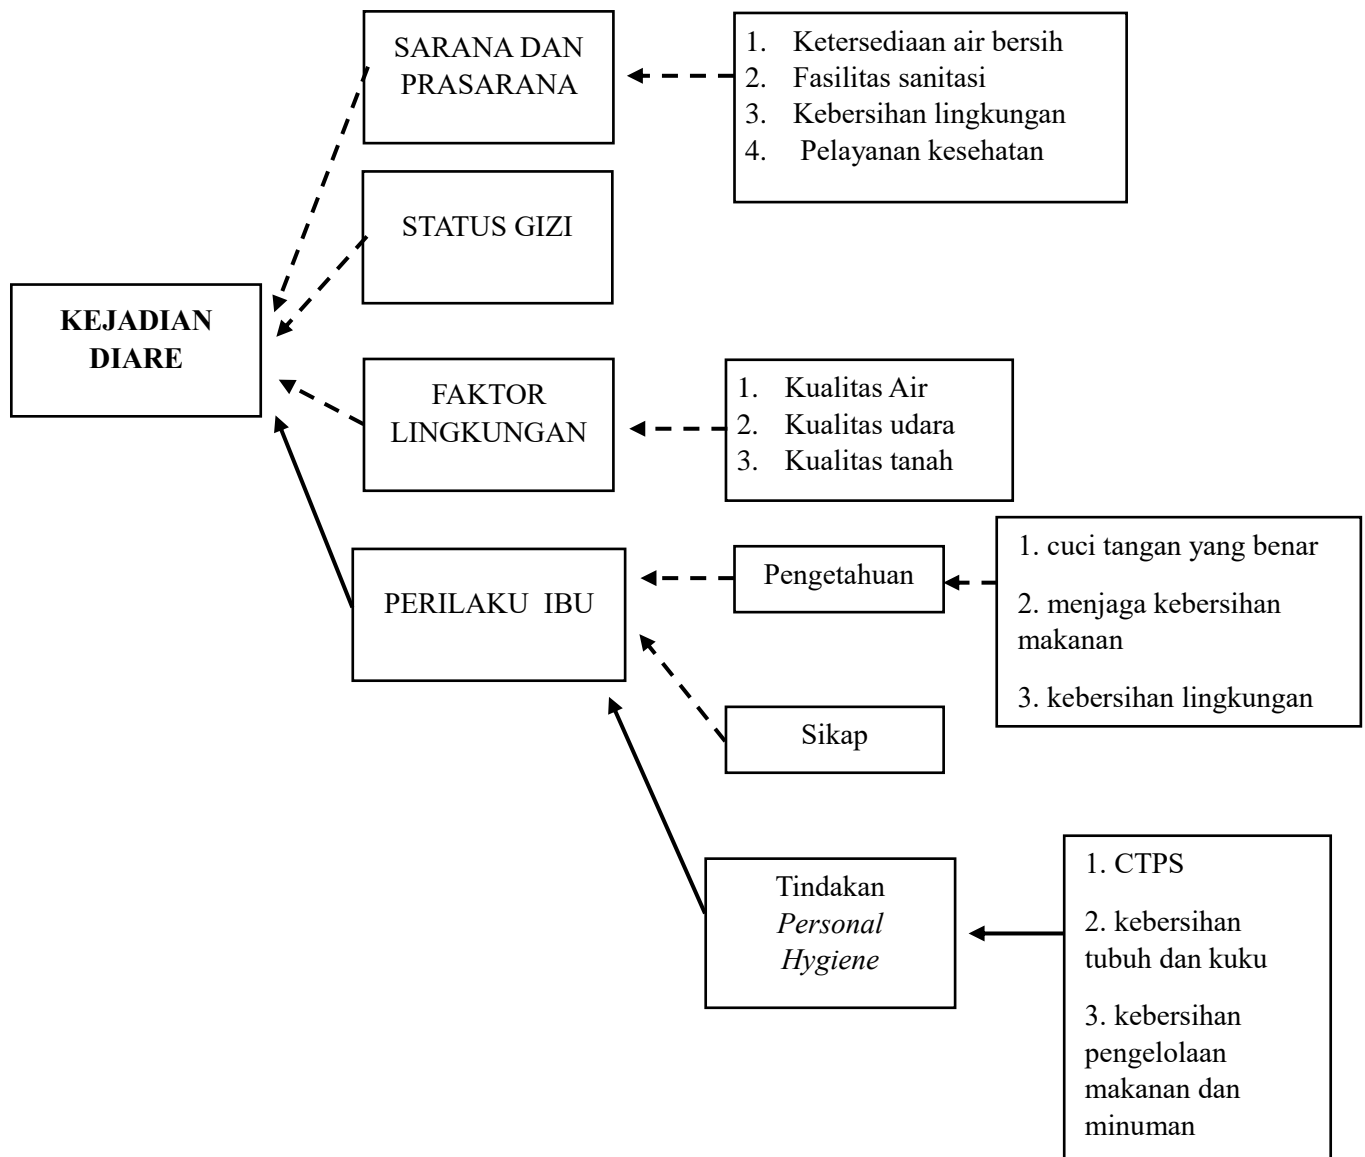 SARANA DAN
PRASARANA
1. Ketersediaan air bersih
2. Fasilitas sanitasi
3. Kebersihan lingkungan
4. Pelayanan kesehatan
STATUS GIZI
KEJADIAN
DIARE
FAKTOR
LINGKUNGAN
1. Kualitas Air
2. Kualitas udara
3. Kualitas tanah
PERILAKU IBU
Pengetahuan
1. cuci tangan yang benar
2. menjaga kebersihan
makanan
3. kebersihan lingkungan
Sikap
Tindakan
Personal
Hygiene
1. CTPS
2. kebersihan
tubuh dan kuku
3. kebersihan
pengelolaan
makanan dan
minuman